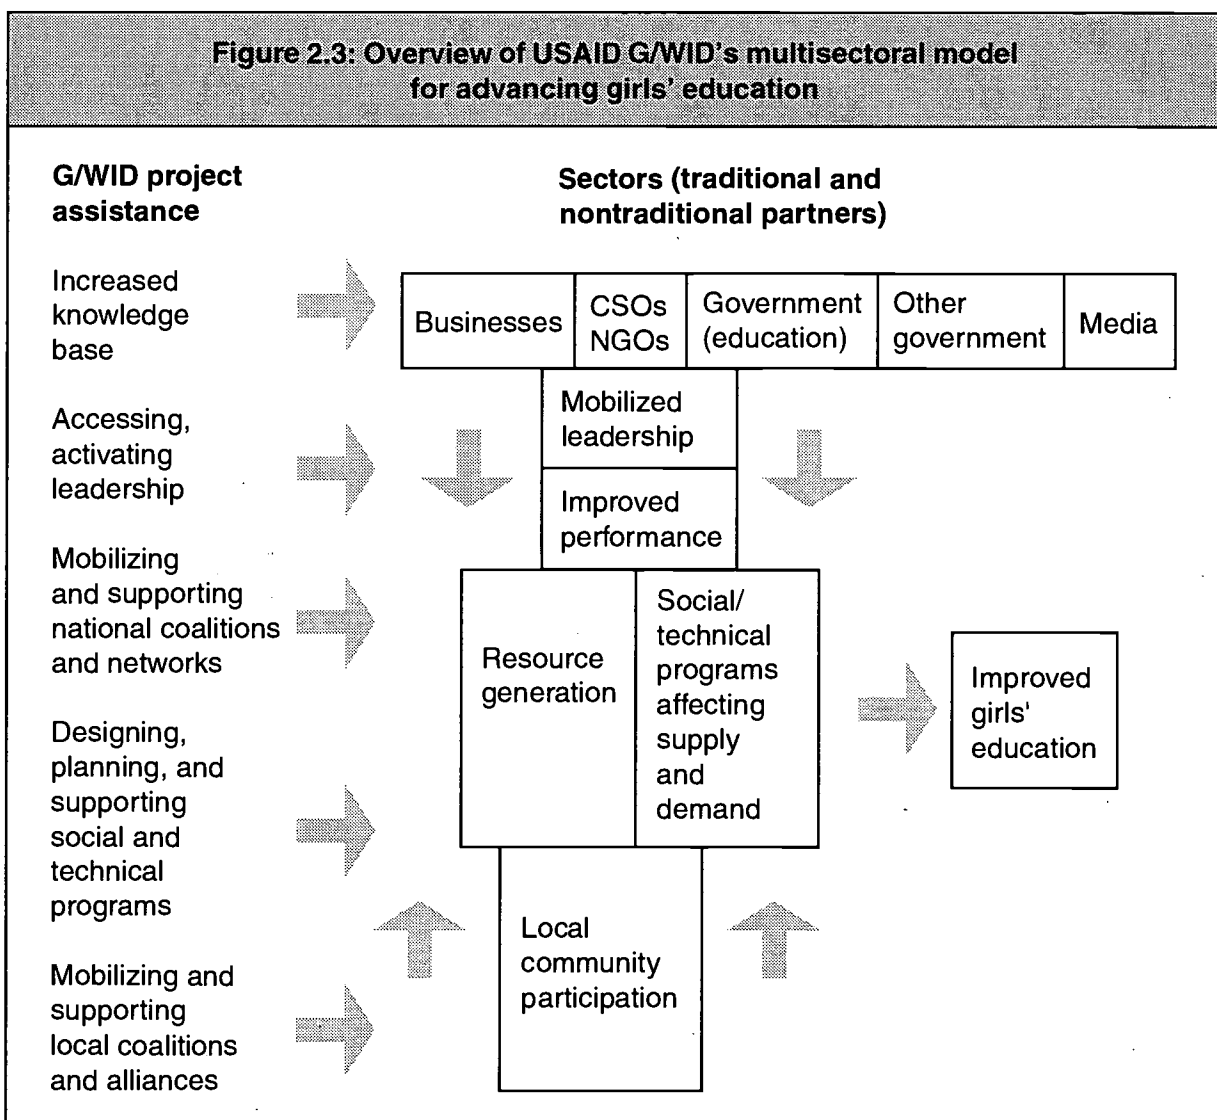 Figure 2.3: Overview of USAID G/WID's multisectoral model
for advancing girls' education
G/WID project
assistance
Sectors (traditional and
nontraditional partners)
Increased
knowledge
base
Businesses
CSOs
NGOs
Government
(education)
Other
government
Media
Accessing,
activating
leadership
Mobilized
leadership
Improved
performance
Mobilizing
and supporting
national coalitions
and networks
Resource
generation
Social/
technical
programs
affecting
supply
and
demand
Improved
girls'
education
Designing,
planning, and
supporting
social and
technical
programs
Local
community
participation
Mobilizing and
supporting
local coalitions
and alliances